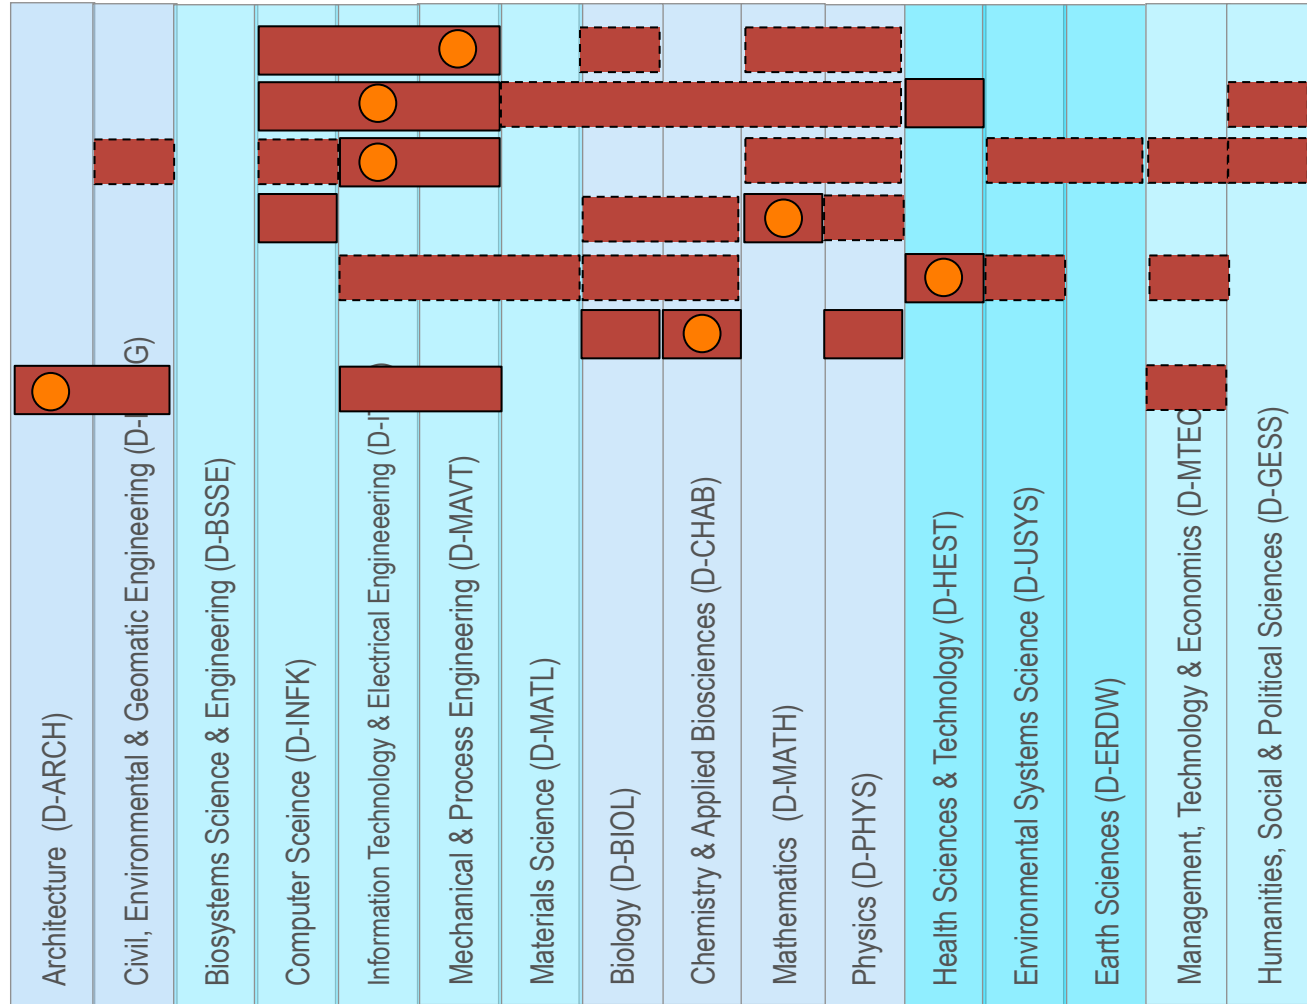 Architecture (D-ARCH)
Civil, Environmental & Geomatic Engineering
Biosystems Science & Engineering (D-BSSE)
Computer Sceince (D-INFK)
Information Technology & Electrical Engineeering
Mechanical & Process Engineering (D-MAVT)
Materials Science (D-MATL)
Biology (D-BIOL)
Chemistry & Applied Biosciences (D-CHAB)
Mathematics (D-MATH)
Physics (D-PHYS)
Health Sciences & Technology (D-HEST)
Environmental Systems Science (D-USYS)
Earth Sciences (D-ERDW)
Management, Technology & Economics (D-MTEC
Humanities, Social & Political Sciences (D-GESS)